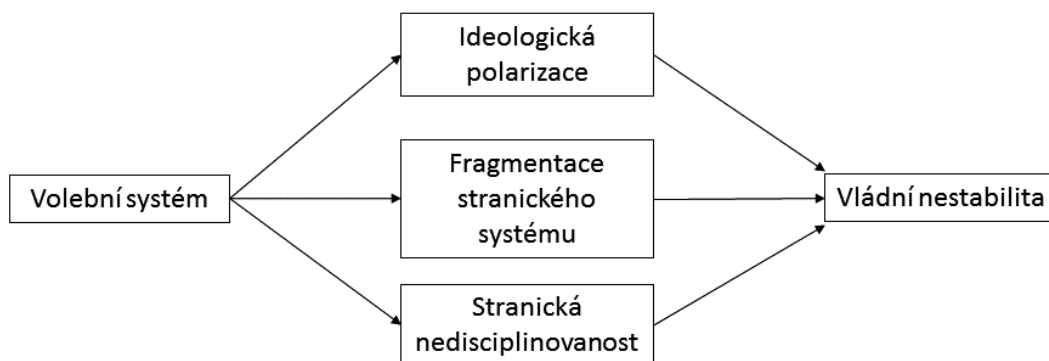 Ideologická
polarizace
Volební systém
Fragmentace
stranického
systému
Vládní nestabilita
Stranická
nedisciplinovanost